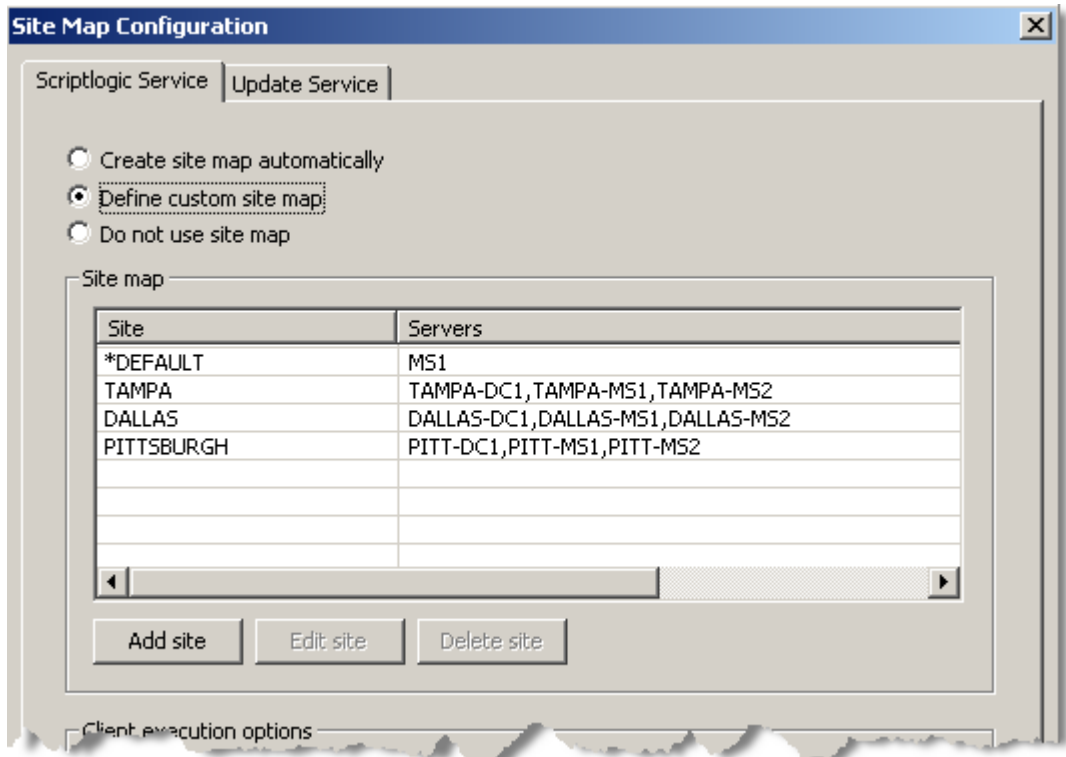 Site Map Configuration
Scriptlogic Service Update Service
Create site map automatically
Define custom site map
Do not use site map
Site map
Site Servers
*DEFAULT MS1
TAMPA TAMPA-DC1,TAMPA-MS1,TAMPA-MS2
DALLAS DALLAS-DC1,DALLAS-MS1,DALLAS-MS2
PITTSBURGH PITT-DC1,PITT-MS1,PITT-MS2
Add site Edit site Delete site
Client execution options